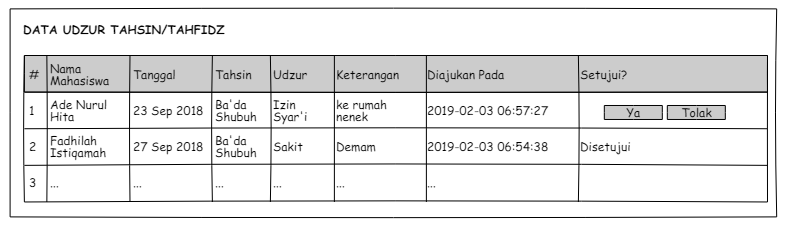 DATA UDZUR TAHSIN/TAHFIDZ
# Nama Mahasiswa Tanggal Tahsin Udzur Keterangan Diajukan Pada Setujui?
1 Ade Nurul Hita 23 Sep 2018 Ba'da Shubuh Izin Syar'i ke rumah nenek 2019-02-03 06:57:27 Ya Tolak
2 Fadhilah Istiqamah 27 Sep 2018 Ba'da Shubuh Sakit Demam 2019-02-03 06:54:38 Disetujui
3 ... ... ... ... ... ...